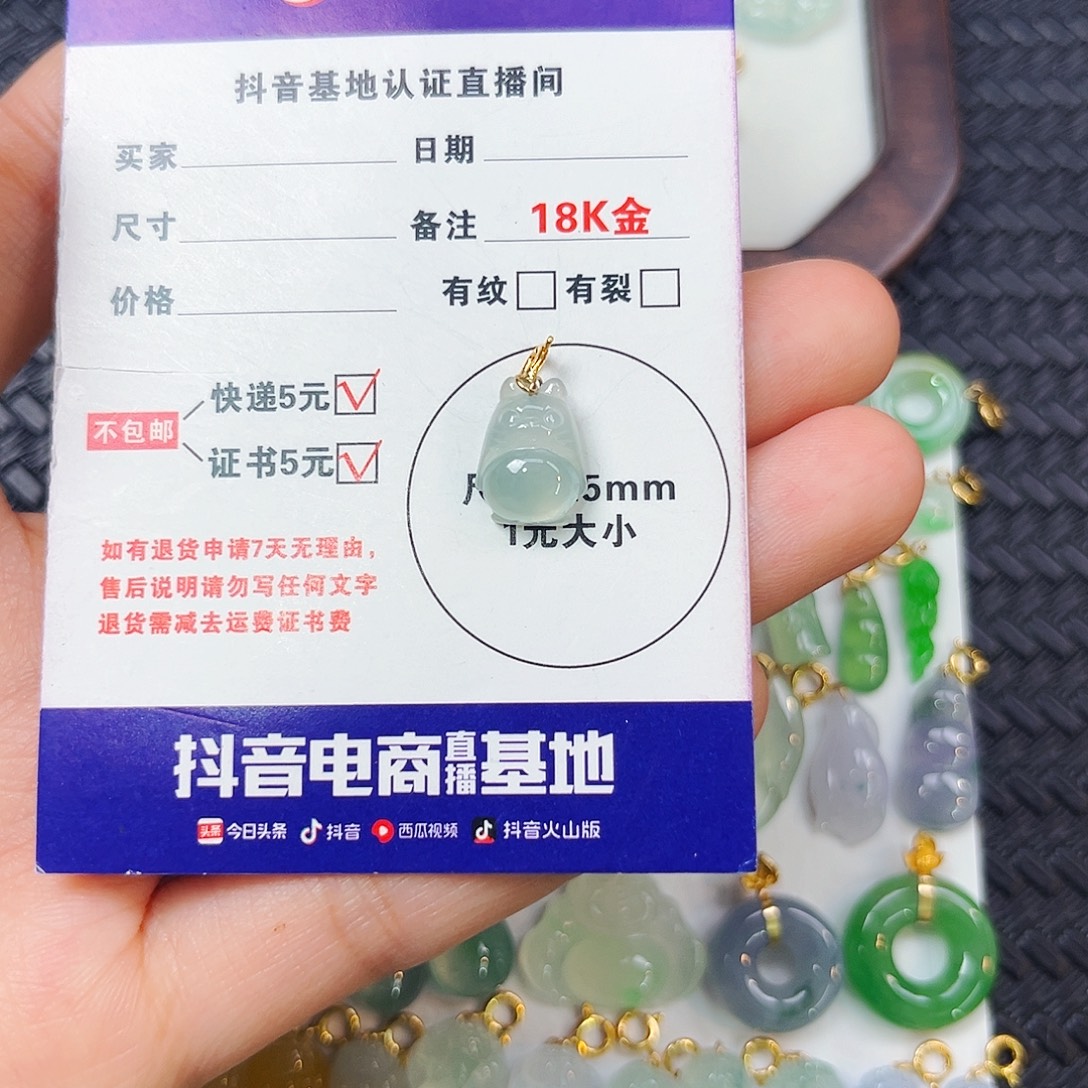 抖音基地认证直播间
买家 日期
尺寸 备注 18K金
价格 有纹 有裂
快递5元
不包邮
证书5元
5mm
1元大小
如有退货申请7天无理由，
售后说明请勿写任何文字
退货需减去运费证书费
抖音电商直播基地
头条 今日头条 抖音 西瓜视频 抖音火山版